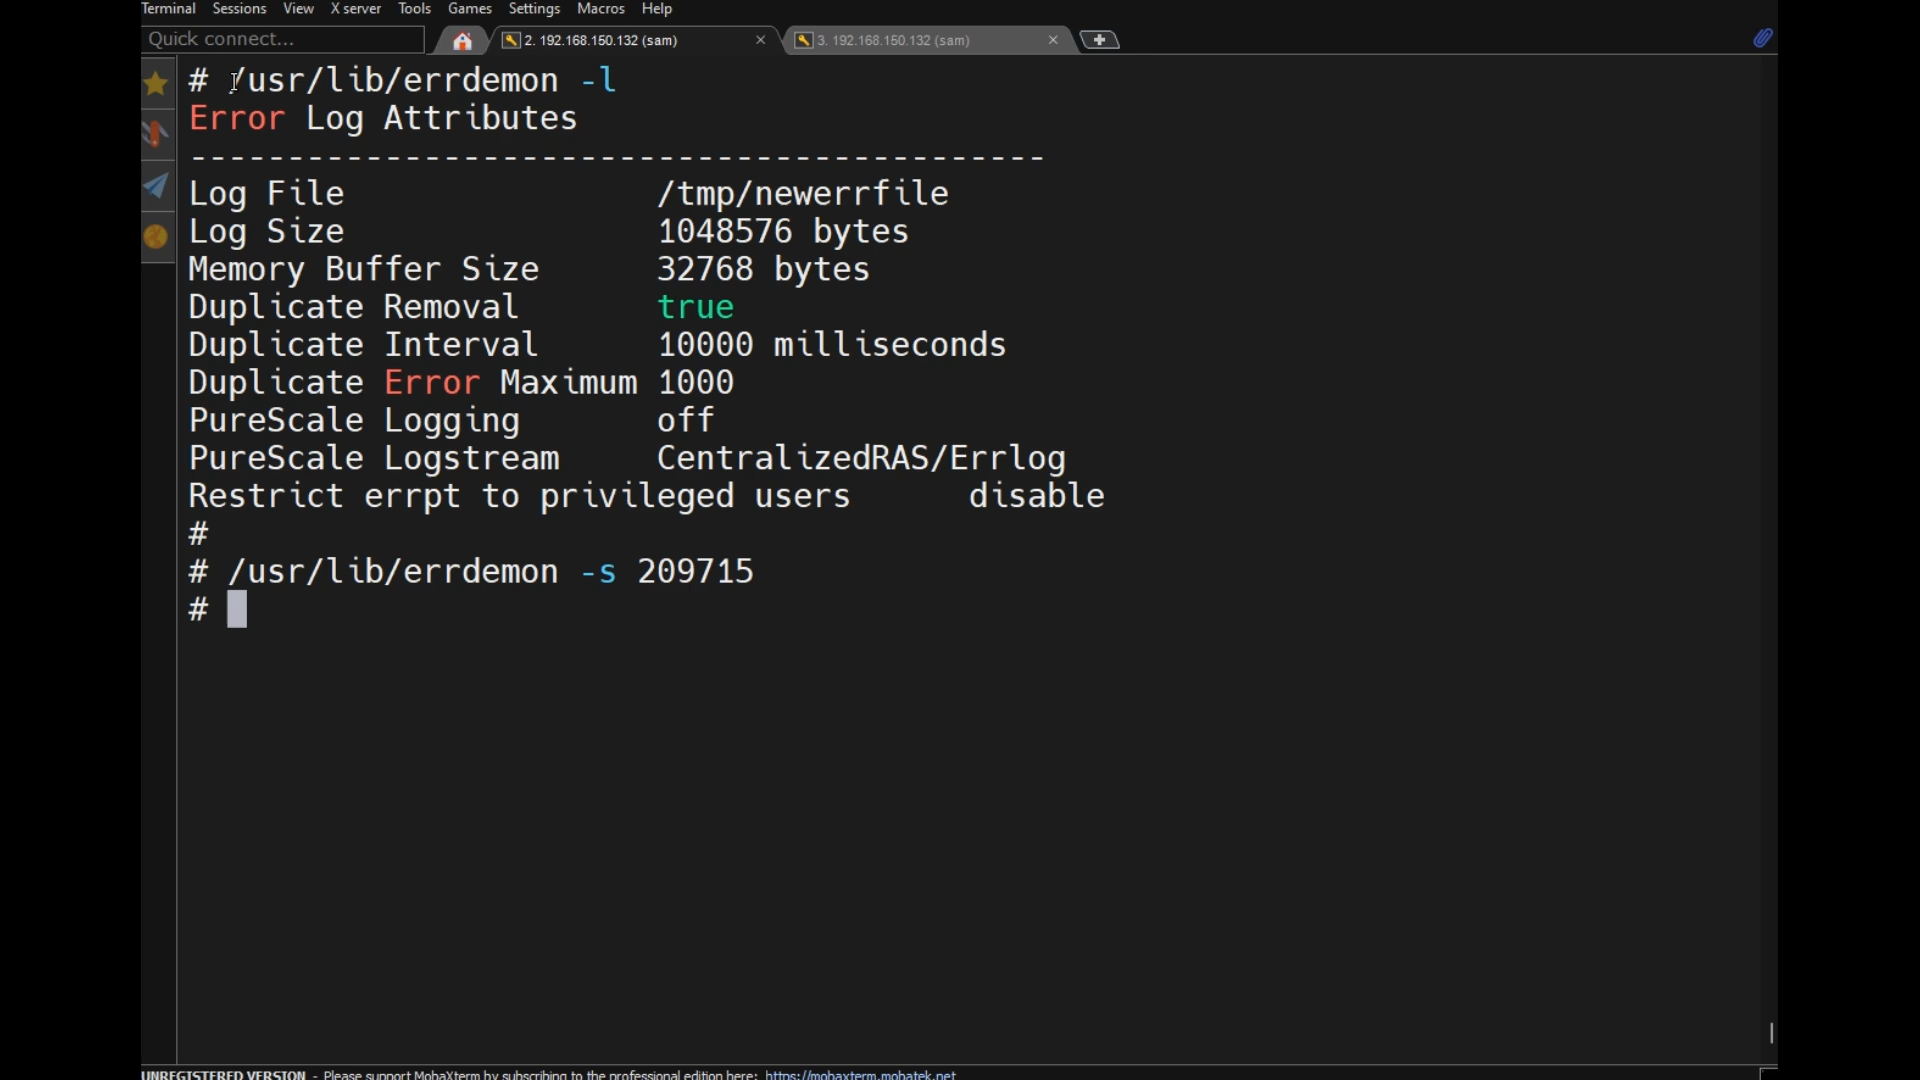 Terminal Sessions View X server Tools Games Settings Macros Help
Quick connect... 2. 192.168.150.132 (sam) 3. 192.168.150.132 (sam)
# /usr/lib/errdemon -l
Error Log Attributes
--------------------------------------------
Log File /tmp/newerrfile
Log Size 1048576 bytes
Memory Buffer Size 32768 bytes
Duplicate Removal true
Duplicate Interval 10000 milliseconds
Duplicate Error Maximum 1000
PureScale Logging off
PureScale Logstream CentralizedRAS/Errlog
Restrict errpt to privileged users disable
#
# /usr/lib/errdemon -s 209715
#
UNREGISTERED VERSION - Please support MobaXterm by subscribing to the professional edition here: https://mobaxterm.mobatek.net